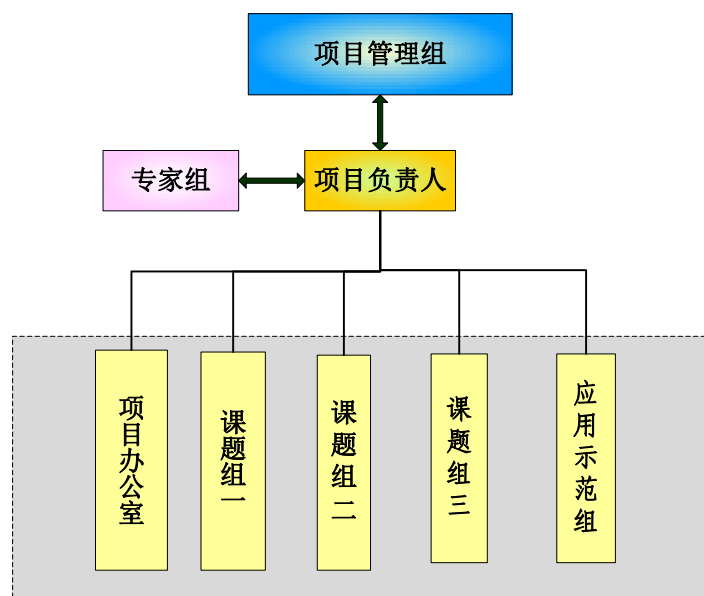 项目管理组
专家组
项目负责人
项目办公室
课题组一
课题组二
课题组三
应用示范组